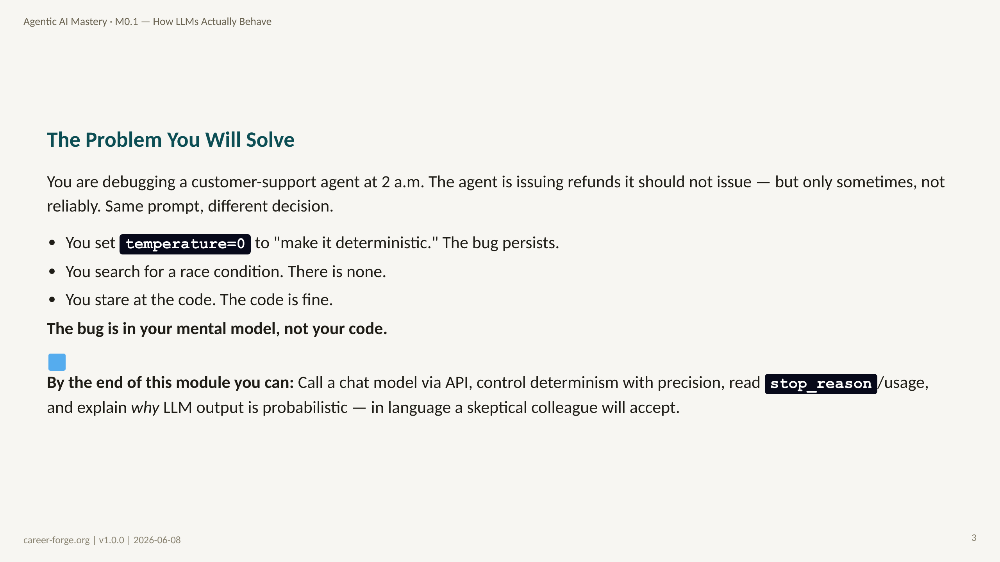 Agentic AI Mastery · M0.1 — How LLMs Actually Behave
The Problem You Will Solve
You are debugging a customer-support agent at 2 a.m. The agent is issuing refunds it should not issue — but only sometimes, not
reliably. Same prompt, different decision.
• You set temperature=0 to "make it deterministic." The bug persists.
• You search for a race condition. There is none.
• You stare at the code. The code is fine.
The bug is in your mental model, not your code.
By the end of this module you can: Call a chat model via API, control determinism with precision, read stop_reason/usage,
and explain why LLM output is probabilistic — in language a skeptical colleague will accept.
career-forge.org | v1.0.0 | 2026-06-08
3